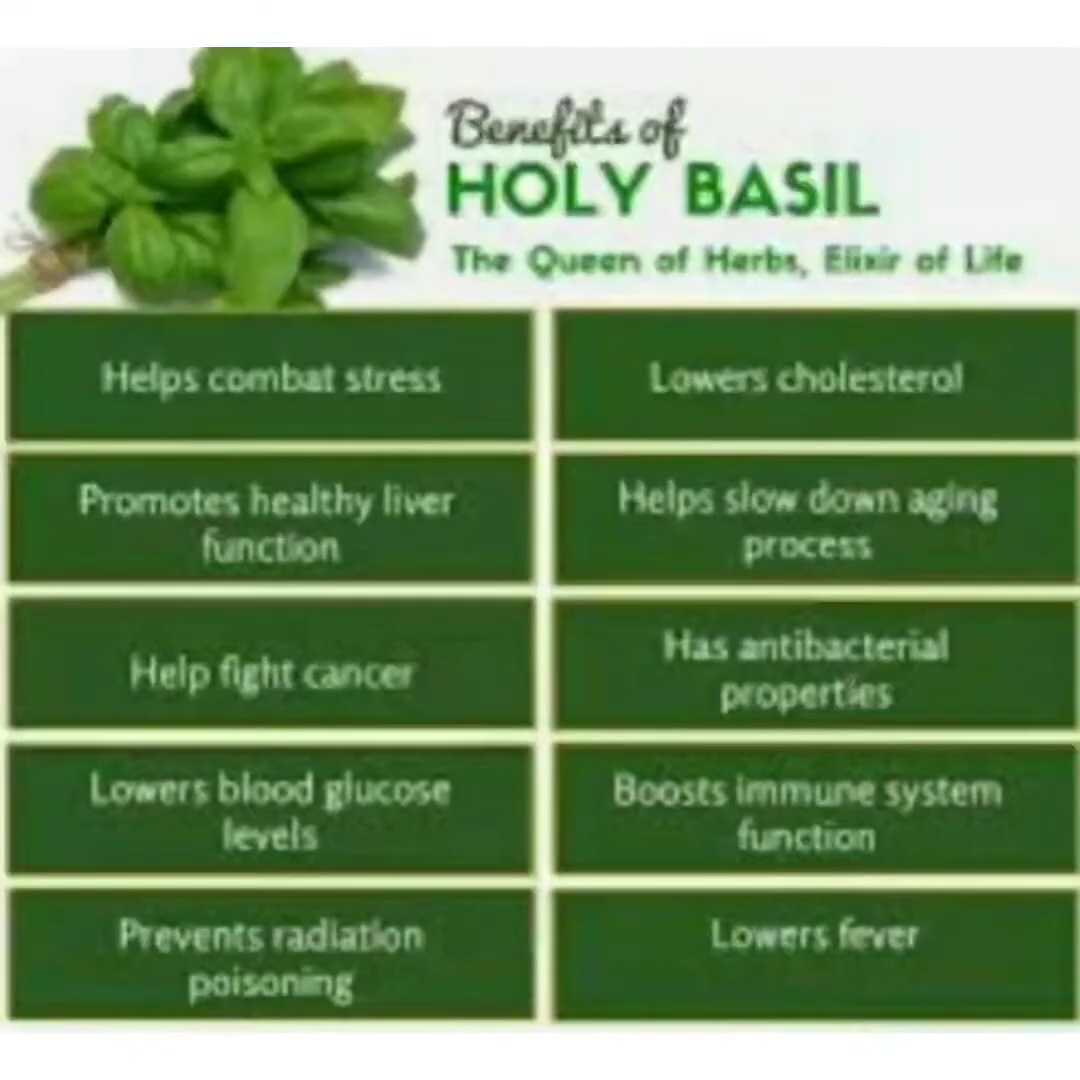 Benefits of
HOLY BASIL
The Queen of Herbs, Elixir of Life
Helps combat stress
Lowers cholesterol
Promotes healthy liver
function
Helps slow down aging
process
Help fight cancer
Has antibacterial
properties
Lowers blood glucose
levels
Boosts immune system
function
Prevents radiation
poisoning
Lowers fever